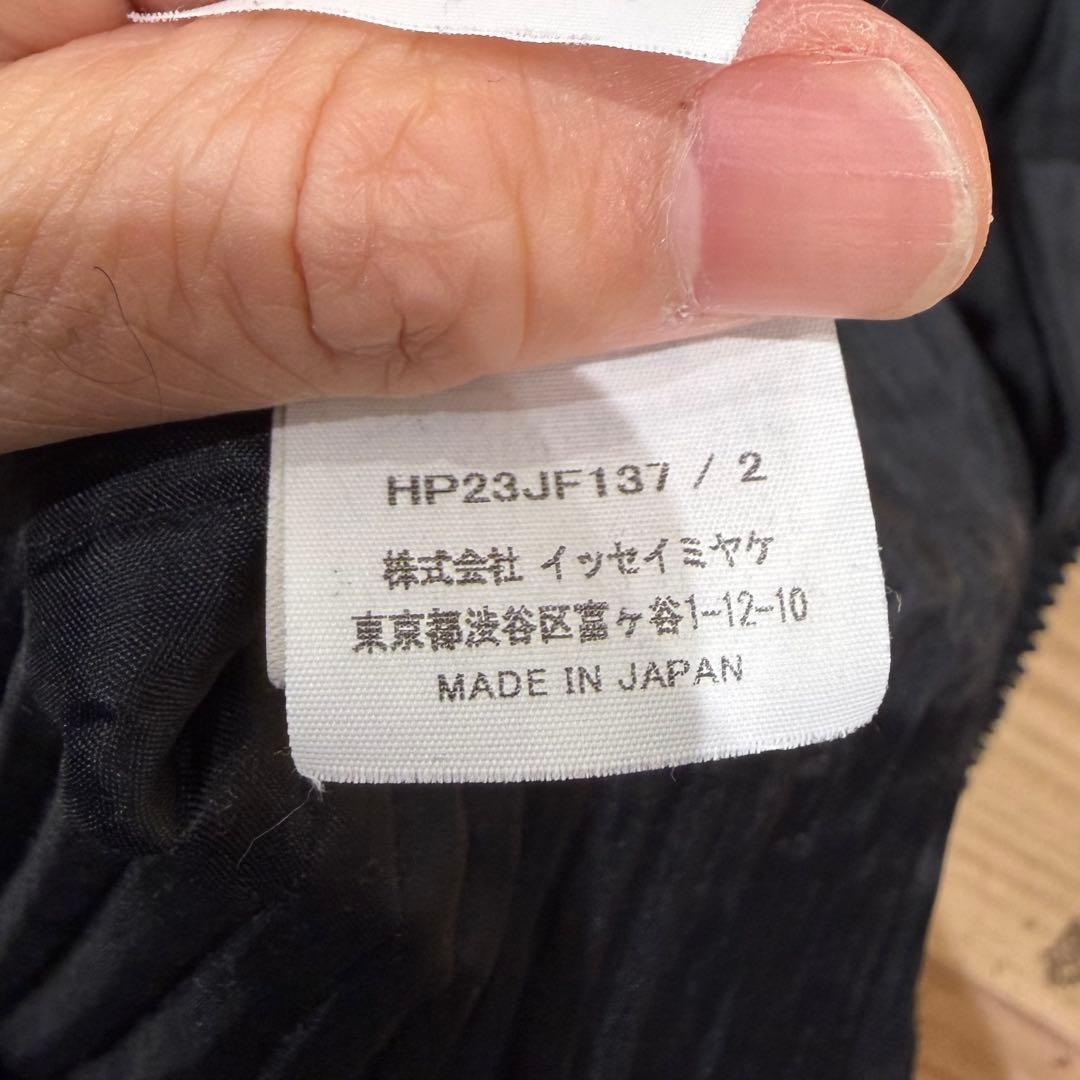 HP23JF137 / 2
株式会社 イッセイミヤケ
東京都渋谷区富ヶ谷1-12-10
MADE IN JAPAN